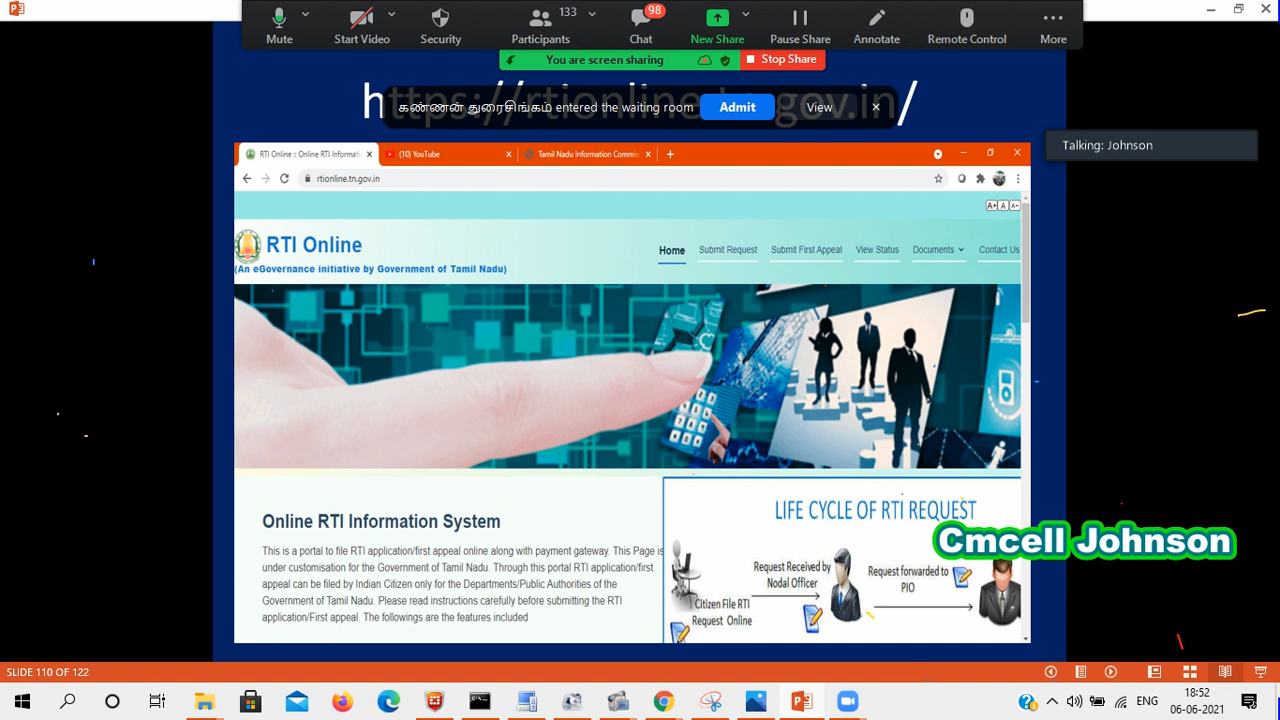 133
98
Mute
Start Video
Security
Participants
Chat
New Share
Pause Share
Annotate
Remote Control
More
You are screen sharing
Stop Share
https://rtionline.tn.gov.in/
கண்ணன் துரைசிங்கம் entered the waiting room
Admit
View
Talking: Johnson
RTI Online :: Online RTI Informati
(10) YouTube
Tamil Nadu Information Commis
rtionline.tn.gov.in
A+ A A-
RTI Online
(An eGovernance initiative by Government of Tamil Nadu)
Home
Submit Request
Submit First Appeal
View Status
Documents
Contact Us
Online RTI Information System
This is a portal to file RTI application/first appeal online along with payment gateway. This Page is
under customisation for the Government of Tamil Nadu. Through this portal RTI application/first
appeal can be filed by Indian Citizen only for the Departments/Public Authorities of the
Government of Tamil Nadu. Please read instructions carefully before submitting the RTI
application/First appeal. The followings are the features included
LIFE CYCLE OF RTI REQUEST
Citizen File RTI
Request Online
Request Received by
Nodal Officer
Request forwarded to
PIO
Cmcell Johnson
SLIDE 110 OF 122
ENG
18:52
06-06-2021